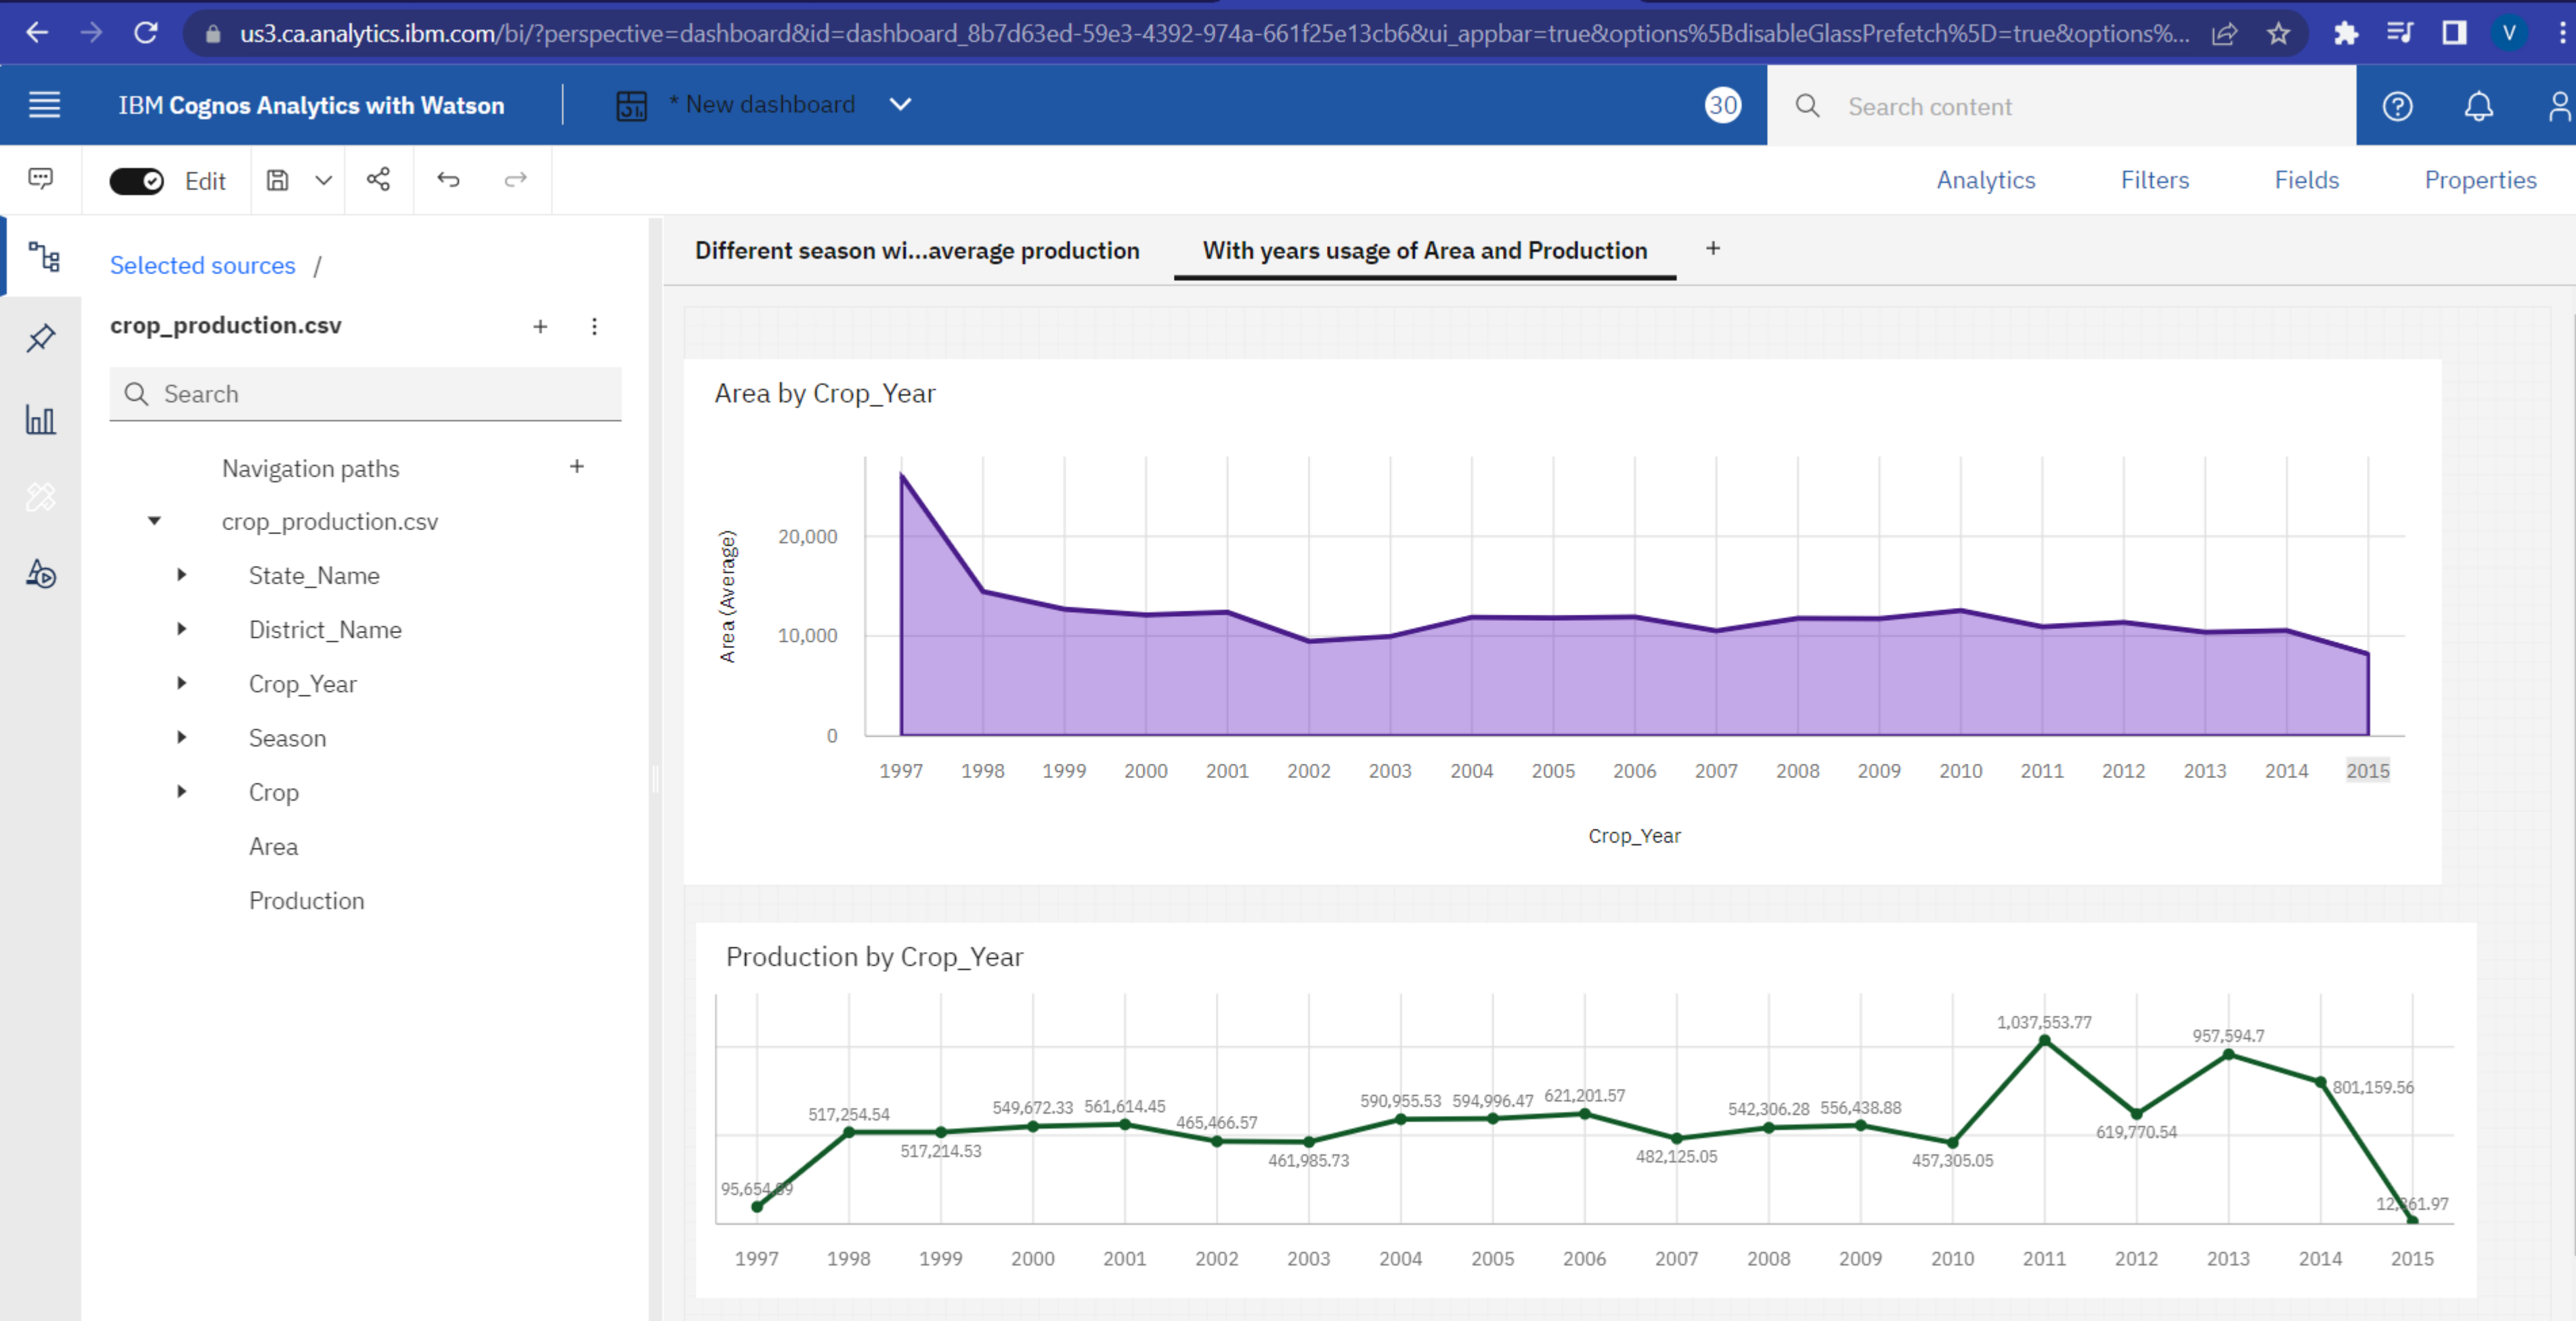 us3.ca.analytics.ibm.com/bi/?perspective=dashboard&id=dashboard_8b7d63ed-59e3-4392-974a-661f25e13cb6&ui_appbar=true&options%5BdisableGlassPrefetch%5D=true&options%...
V
IBM Cognos Analytics with Watson
* New dashboard
30
Search content
Edit
Analytics
Filters
Fields
Properties
Selected sources /
crop_production.csv
Search
Navigation paths
crop_production.csv
State_Name
District_Name
Crop_Year
Season
Crop
Area
Production
Different season wi...average production
With years usage of Area and Production
Area by Crop_Year
Area (Average)
20,000
10,000
0
1997 1998 1999 2000 2001 2002 2003 2004 2005 2006 2007 2008 2009 2010 2011 2012 2013 2014 2015
Crop_Year
Production by Crop_Year
95,654.
517,254.54
517,214.53
549,672.33
561,614.45
465,466.57
461,985.73
590,955.53
594,996.47
621,201.57
482,125.05
542,306.28
556,438.88
457,305.05
1,037,553.77
619,770.54
957,594.7
801,159.56
1997 1998 1999 2000 2001 2002 2003 2004 2005 2006 2007 2008 2009 2010 2011 2012 2013 2014 2015